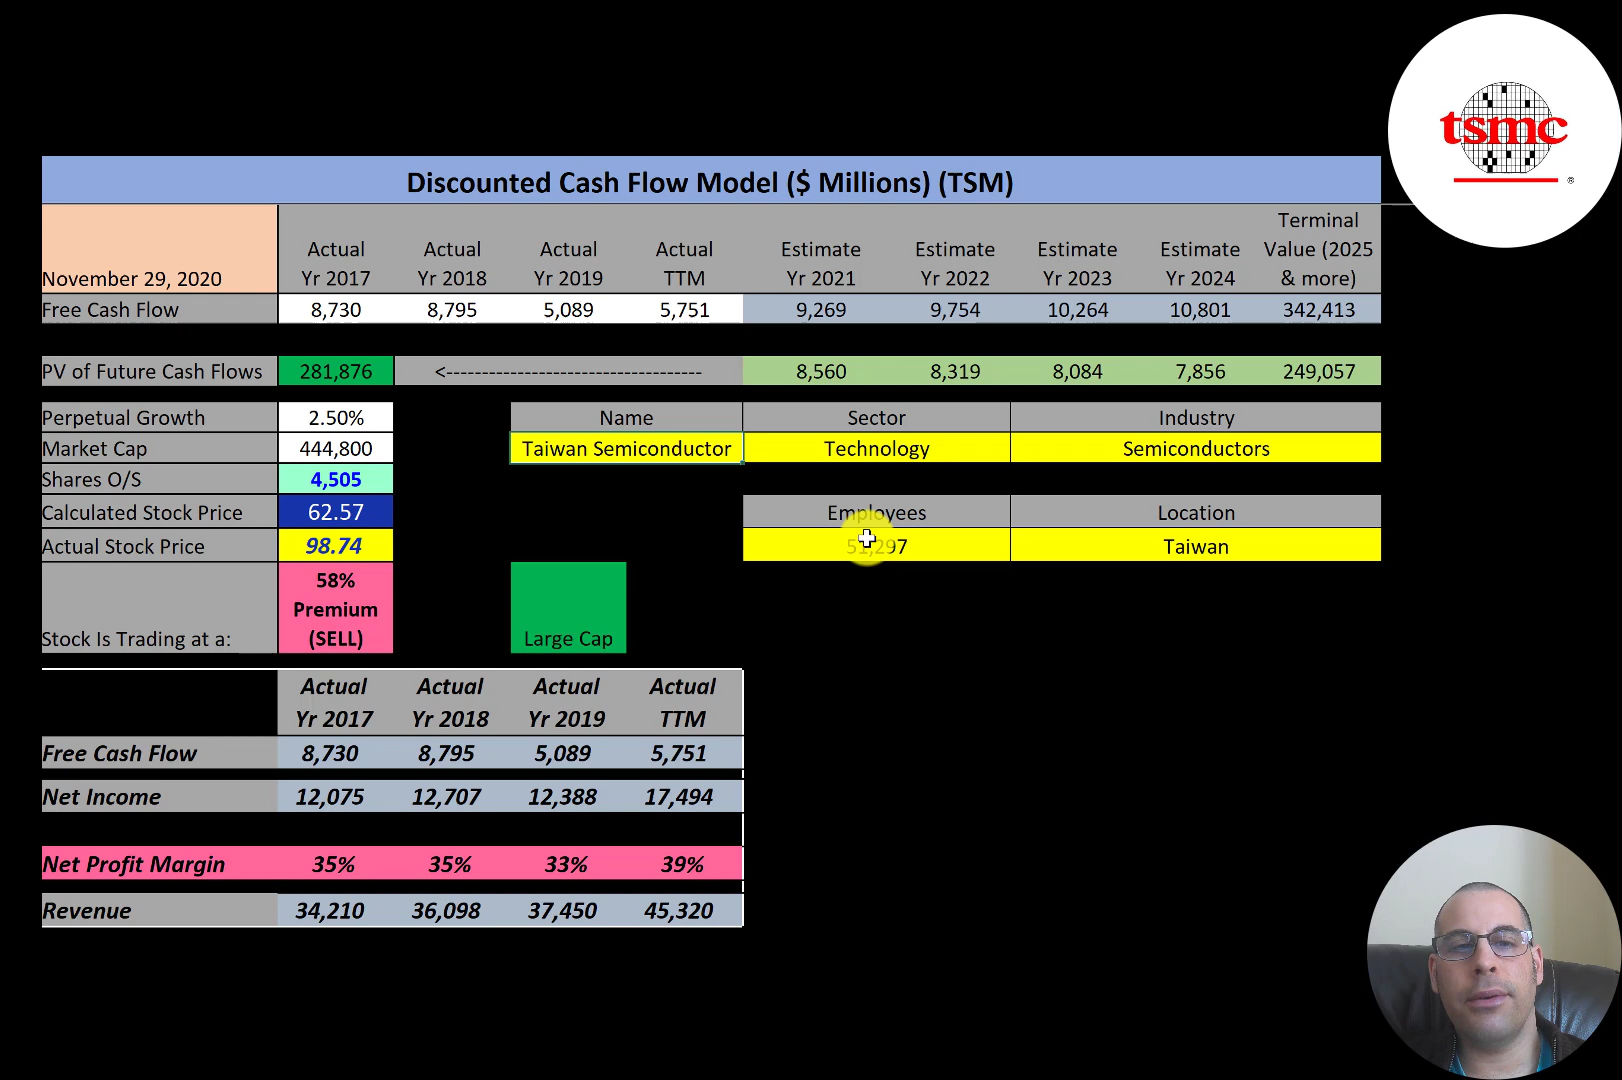 tsmc
®
Discounted Cash Flow Model ($ Millions) (TSM)
November 29, 2020
Actual Yr 2017
Actual Yr 2018
Actual Yr 2019
Actual TTM
Estimate Yr 2021
Estimate Yr 2022
Estimate Yr 2023
Estimate Yr 2024
Terminal Value (2025 & more)
Free Cash Flow 8,730 8,795 5,089 5,751 9,269 9,754 10,264 10,801 342,413
PV of Future Cash Flows 281,876 <------------------------------------ 8,560 8,319 8,084 7,856 249,057
Perpetual Growth 2.50% Name Sector Industry
Market Cap 444,800 Taiwan Semiconductor Technology Semiconductors
Shares O/S 4,505
Calculated Stock Price 62.57 Employees Location
Actual Stock Price 98.74 51,297 Taiwan
Stock Is Trading at a: 58% Premium (SELL) Large Cap
Actual Yr 2017
Actual Yr 2018
Actual Yr 2019
Actual TTM
Free Cash Flow 8,730 8,795 5,089 5,751
Net Income 12,075 12,707 12,388 17,494
Net Profit Margin 35% 35% 33% 39%
Revenue 34,210 36,098 37,450 45,320